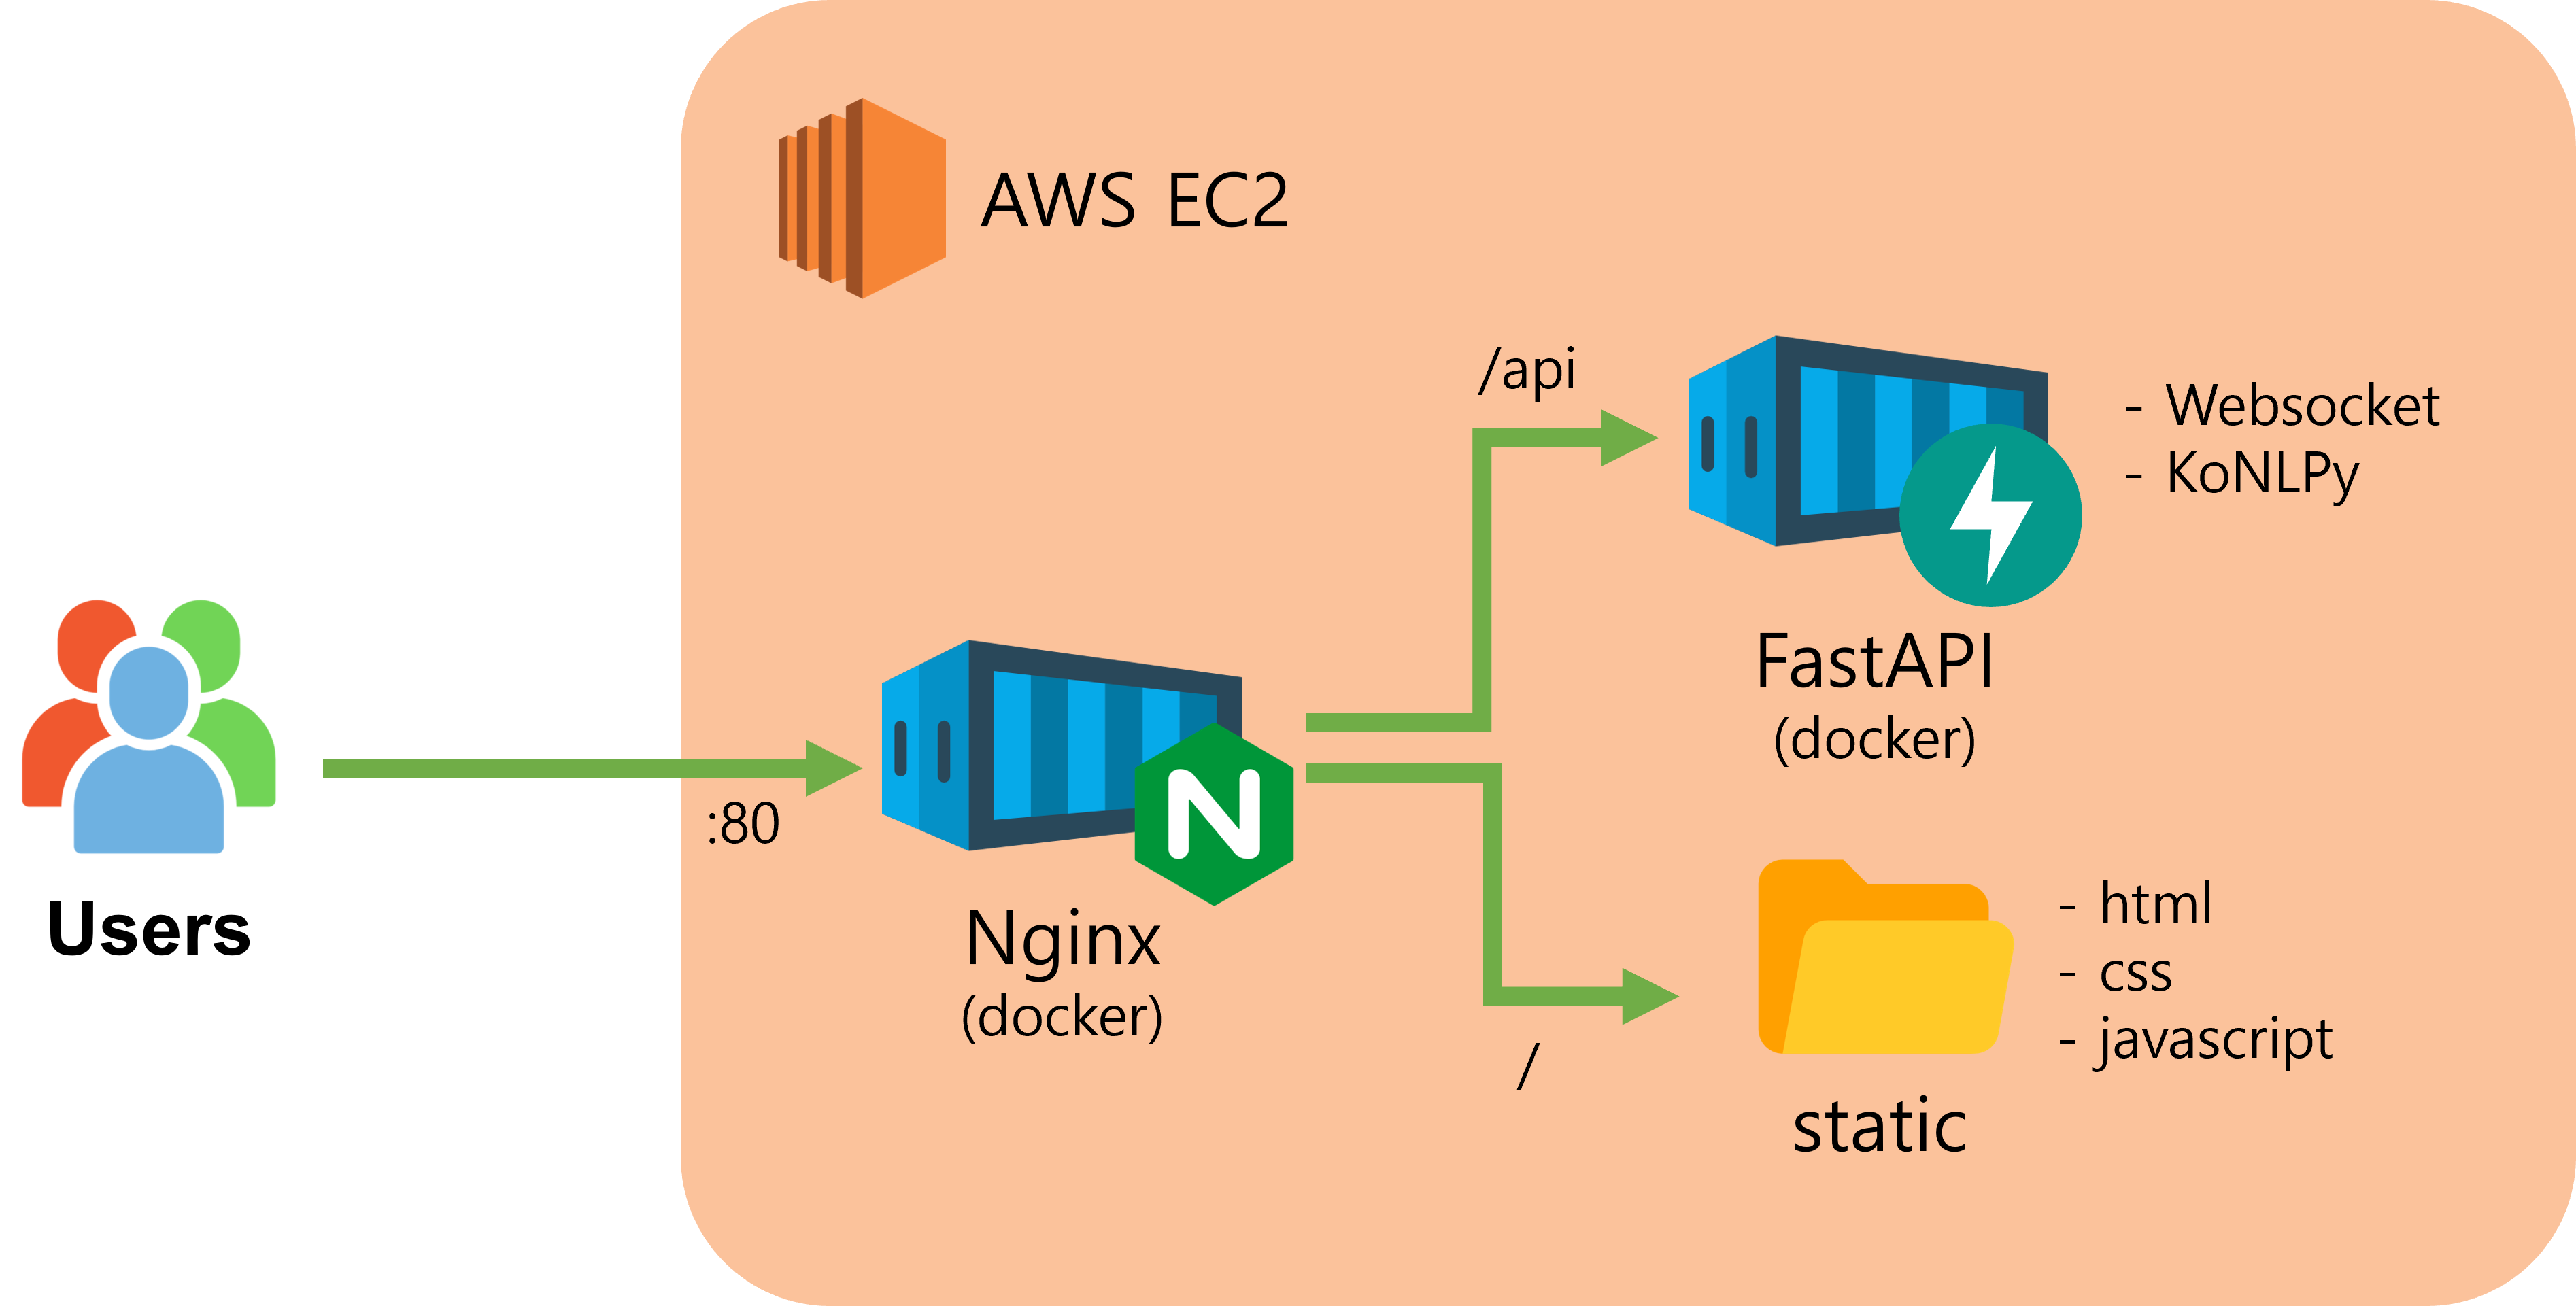 AWS EC2
/api
- Websocket
- KoNLPy
FastAPI
(docker)
:80
Users
Nginx
(docker)
- html
- css
- javascript
/
static